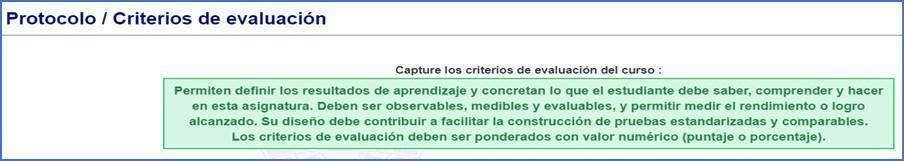 Protocolo / Criterios de evaluación
Capture los criterios de evaluación del curso :
Permiten definir los resultados de aprendizaje y concretan lo que el estudiante debe saber, comprender y hacer
en esta asignatura. Deben ser observables, medibles y evaluables, y permitir medir el rendimiento o logro
alcanzado. Su diseño debe contribuir a facilitar la construcción de pruebas estandarizadas y comparables.
Los criterios de evaluación deben ser ponderados con valor numérico (puntaje o porcentaje).